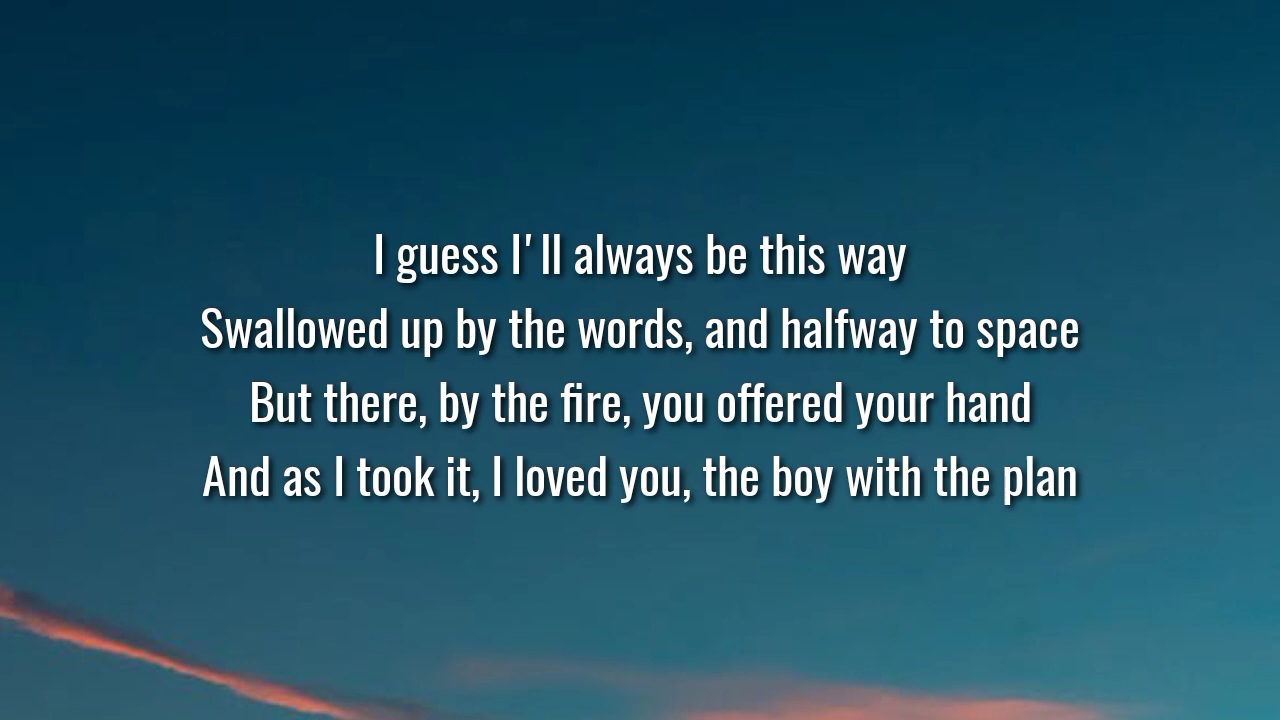 I guess I'll always be this way
Swallowed up by the words, and halfway to space
But there, by the fire, you offered your hand
And as I took it, I loved you, the boy with the plan